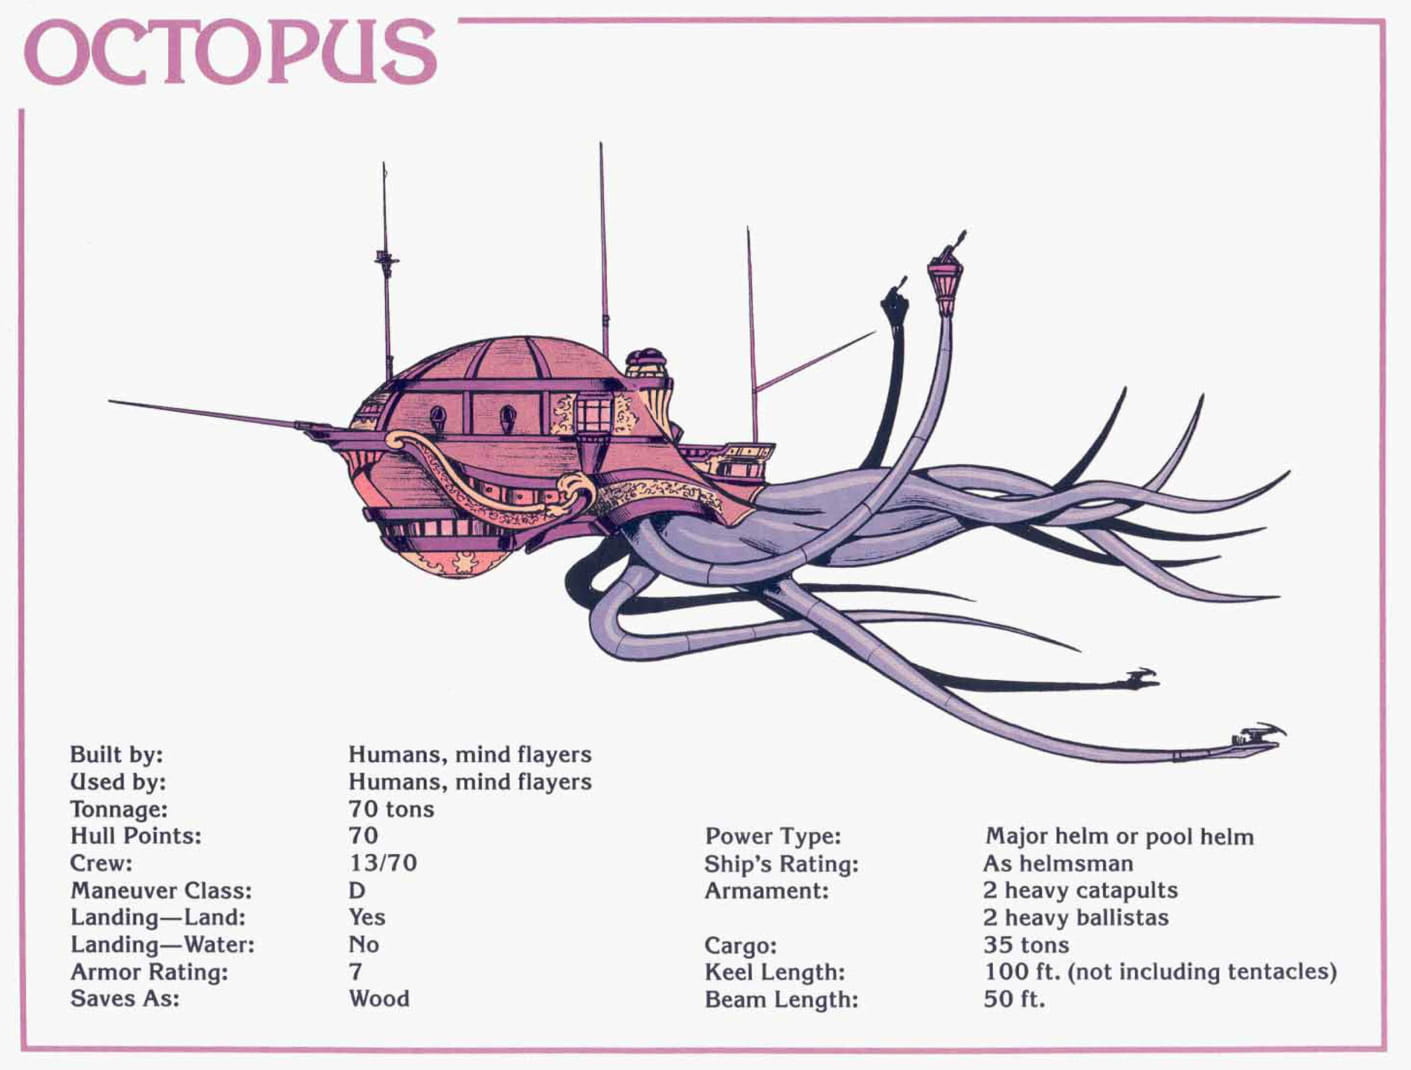 OCTOPUS
Built by: Humans, mind flayers
Used by: Humans, mind flayers
Tonnage: 70 tons
Hull Points: 70
Crew: 13/70
Maneuver Class: D
Landing—Land: Yes
Landing—Water: No
Armor Rating: 7
Saves As: Wood
Power Type: Major helm or pool helm
Ship's Rating: As helmsman
Armament: 2 heavy catapults
2 heavy ballistas
Cargo: 35 tons
Keel Length: 100 ft. (not including tentacles)
Beam Length: 50 ft.